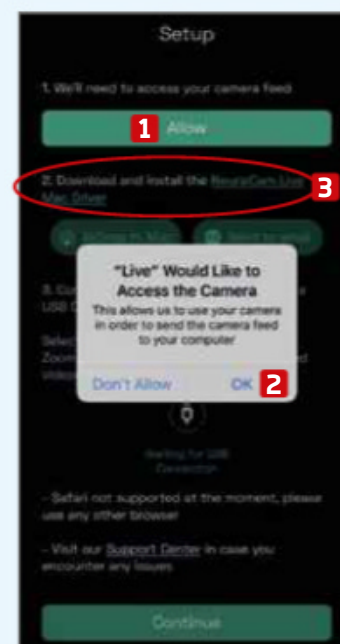 Setup
1. We'll need to access your camera feed
1 Allow
2. Download and install the NeuralCam Live
Mac Driver
3
"Live" Would Like to
Access the Camera
This allows us to use your camera
in order to send the camera feed
to your computer
Don't Allow
OK 2
Waiting for USB
Connection
- Safari not supported at the moment, please
use any other browser
- Visit our Support Center in case you
encounter any issues
Continue